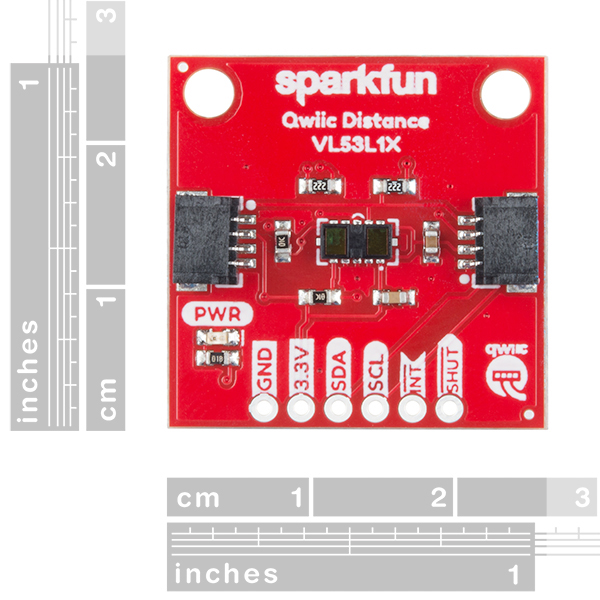 sparkfun
Qwiic Distance
VL53L1X
222
222
PWR
GND
3.3V
SDA
SCL
INT
SHUT
qwiic
1
inches
3
2
1
cm
cm 1 2 3
inches 1